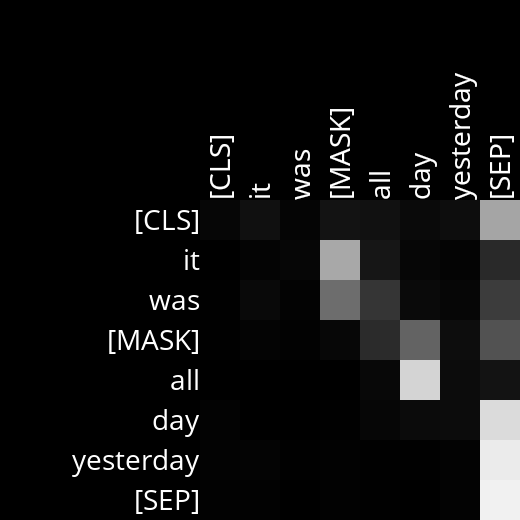 [CLS]
it
was
[MASK]
all
day
yesterday
[SEP]
[CLS]
it
was
[MASK]
all
day
yesterday
[SEP]